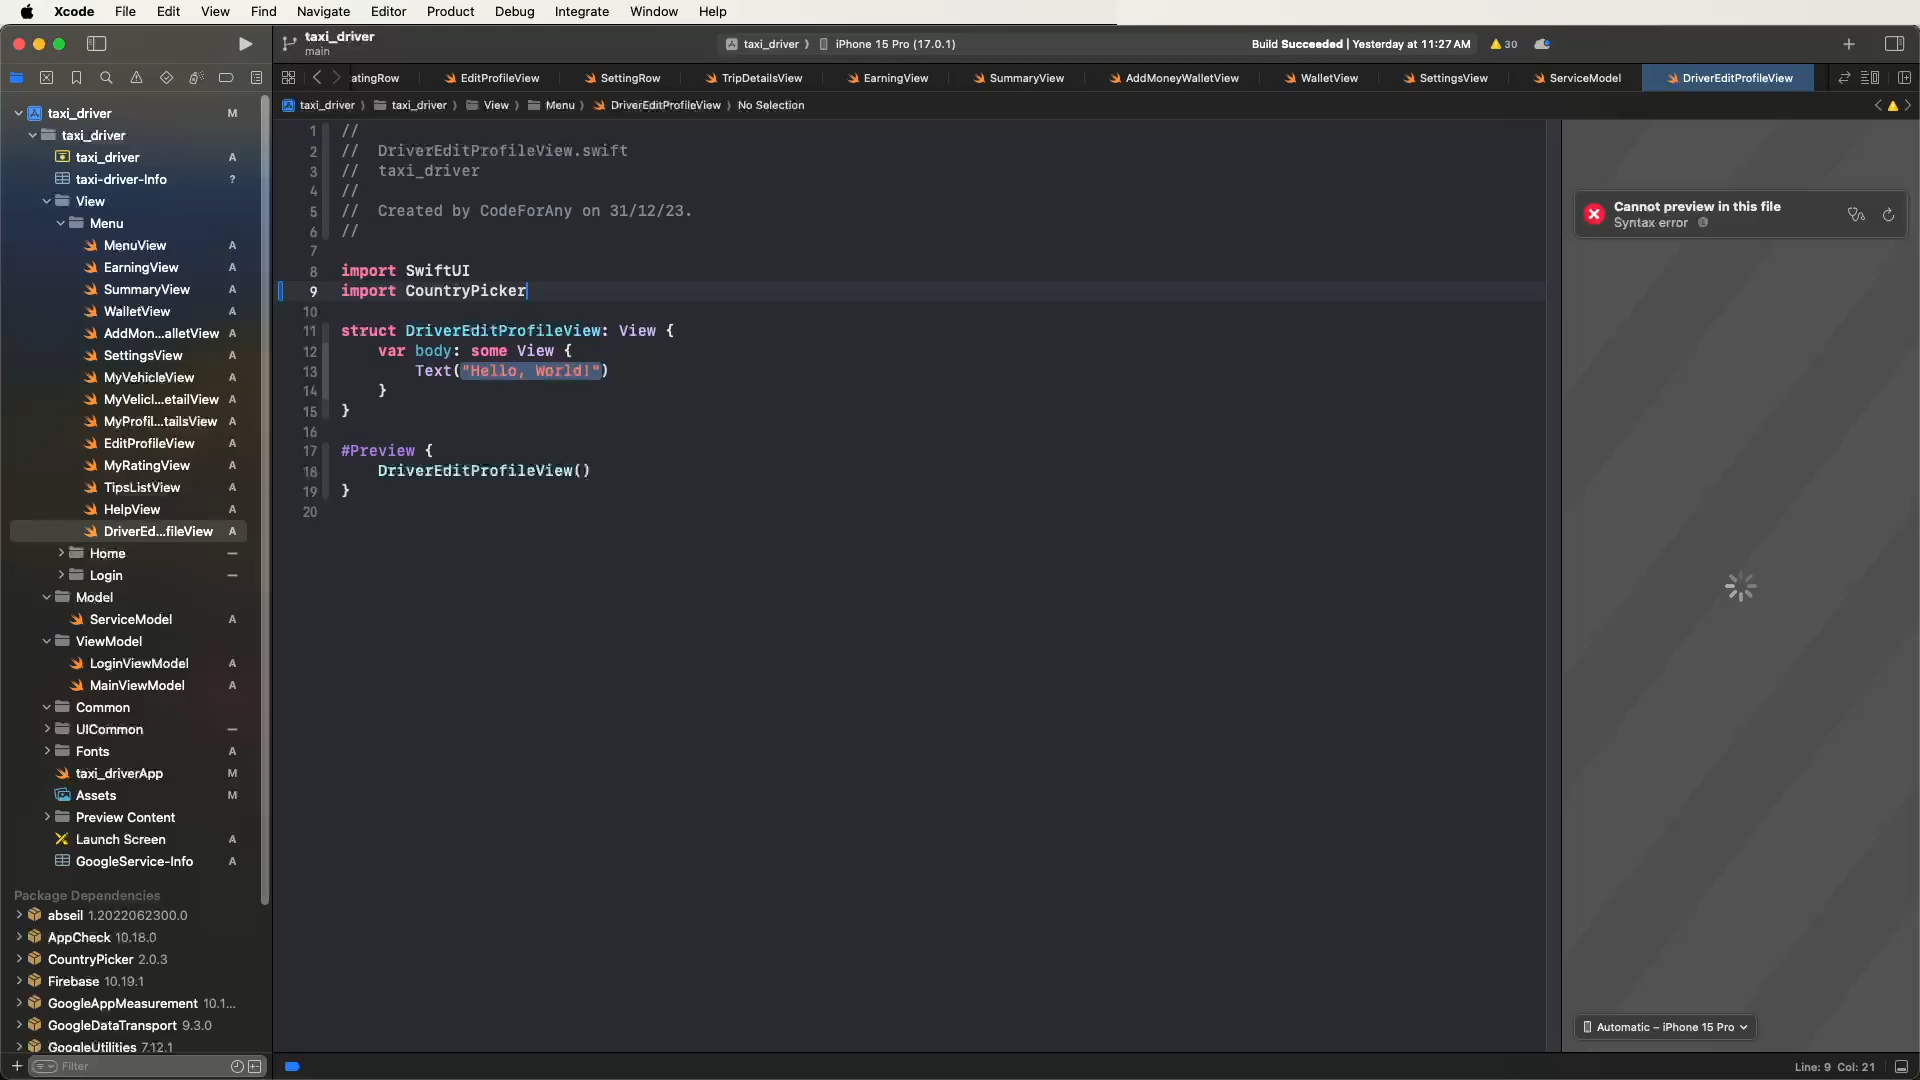 Xcode File Edit View Find Navigate Editor Product Debug Integrate Window Help
taxi_driver
main
taxi_driver
iPhone 15 Pro (17.0.1)
Build Succeeded | Yesterday at 11:27 AM
30
atingRow
EditProfileView
SettingRow
TripDetailsView
EarningView
SummaryView
AddMoneyWalletView
WalletView
SettingsView
ServiceModel
DriverEditProfileView
taxi_driver
taxi_driver
View
Menu
DriverEditProfileView
No Selection
taxi_driver M
taxi_driver
taxi_driver A
taxi-driver-Info ?
View
Menu
MenuView A
EarningView A
SummaryView A
WalletView A
AddMon...alletView A
SettingsView A
MyVehicleView A
MyVelicl...etailView A
MyProfil...tailsView A
EditProfileView A
MyRatingView A
TipsListView A
HelpView A
DriverEd...fileView A
Home
Login
Model
ServiceModel A
ViewModel
LoginViewModel A
MainViewModel A
Common
UICommon
Fonts A
taxi_driverApp M
Assets M
Preview Content
Launch Screen A
GoogleService-Info A
Package Dependencies
abseil 1.2022062300.0
AppCheck 10.18.0
CountryPicker 2.0.3
Firebase 10.19.1
GoogleAppMeasurement 10.1...
GoogleDataTransport 9.3.0
GoogleUtilities 7.12.1
Filter
1 //
2 // DriverEditProfileView.swift
3 // taxi_driver
4 //
5 // Created by CodeForAny on 31/12/23.
6 //
7
8 import SwiftUI
9 import CountryPicker
10
11 struct DriverEditProfileView: View {
12 var body: some View {
13 Text("Hello, World!")
14 }
15 }
16
17 #Preview {
18 DriverEditProfileView()
19 }
20
Cannot preview in this file
Syntax error
Automatic – iPhone 15 Pro
Line: 9 Col: 21